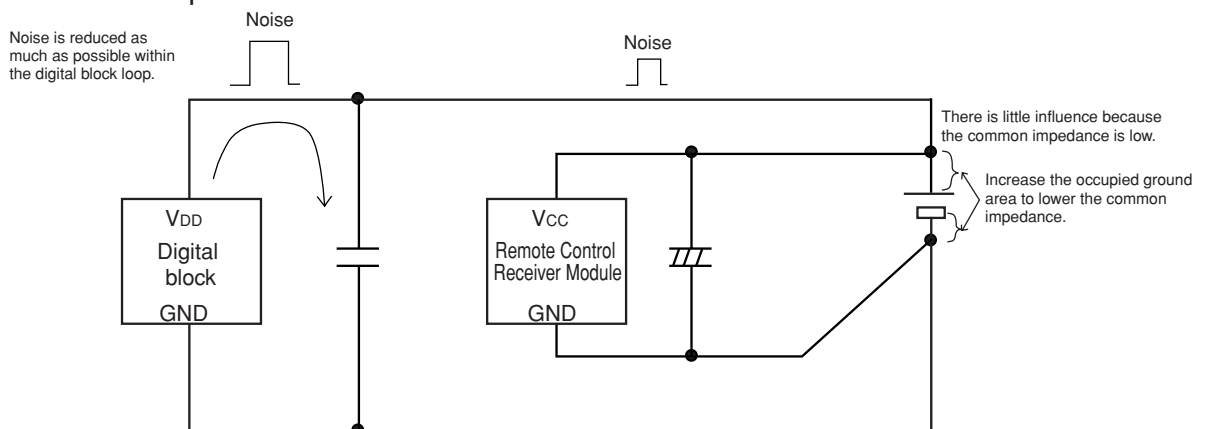 Noise
Noise is reduced as
much as possible within
the digital block loop.
Noise
There is little influence because
the common impedance is low.
Increase the occupied ground
area to lower the common
impedance.
VDD
Digital
block
GND
VCC
Remote Control
Receiver Module
GND